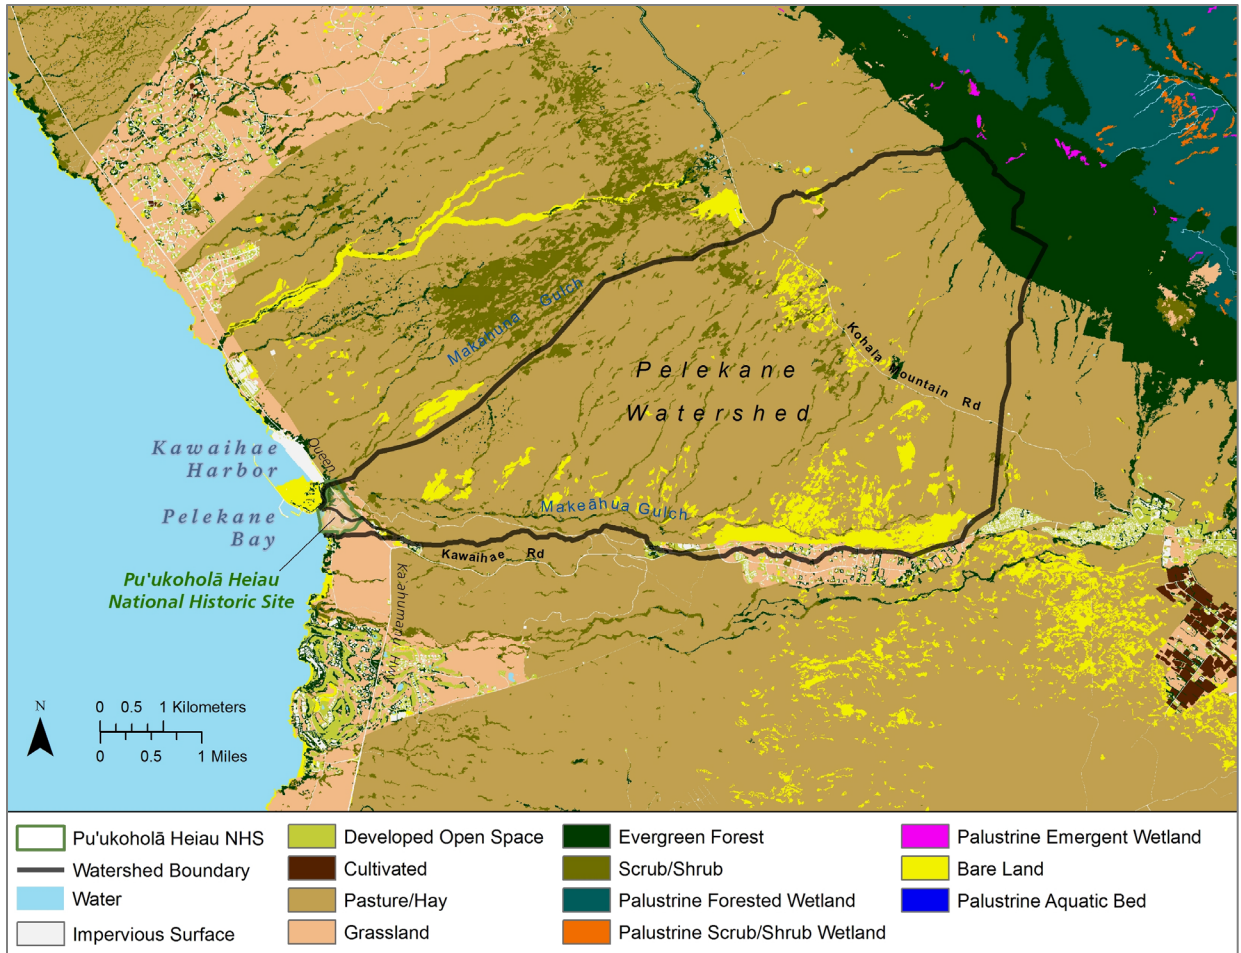 Makahuna Gulch
Kohala Mountain Rd
Pelekane
Watershed
Queen
Kawaihae
Harbor
Makeāhua Gulch
Pelekane
Bay
Kawaihae Rd
Pu'ukoholā Heiau
National Historic Site
Ka'ahumanu Hwy
N
0 0.5 1 Kilometers
0 0.5 1 Miles
Pu'ukoholā Heiau NHS
Watershed Boundary
Water
Impervious Surface
Developed Open Space
Cultivated
Pasture/Hay
Grassland
Evergreen Forest
Scrub/Shrub
Palustrine Forested Wetland
Palustrine Scrub/Shrub Wetland
Palustrine Emergent Wetland
Bare Land
Palustrine Aquatic Bed